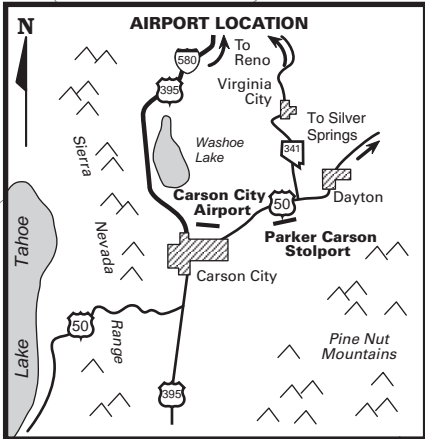 AIRPORT LOCATION
N
To
Reno
580
395
Virginia
City
To Silver
Springs
Sierra
Washoe
Lake
341
Carson City
Airport
50
Dayton
Parker Carson
Stolport
Nevada
Carson City
Lake Tahoe
50
Range
Pine Nut
Mountains
395